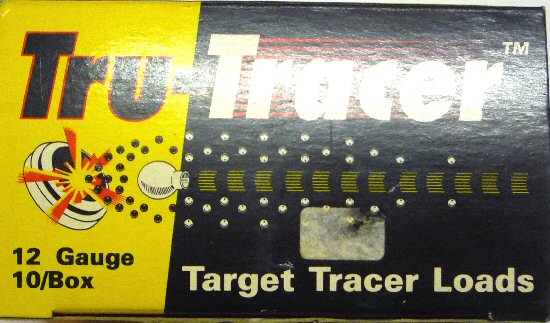 Tru-Tracer™
12 Gauge
10/Box
Target Tracer Loads